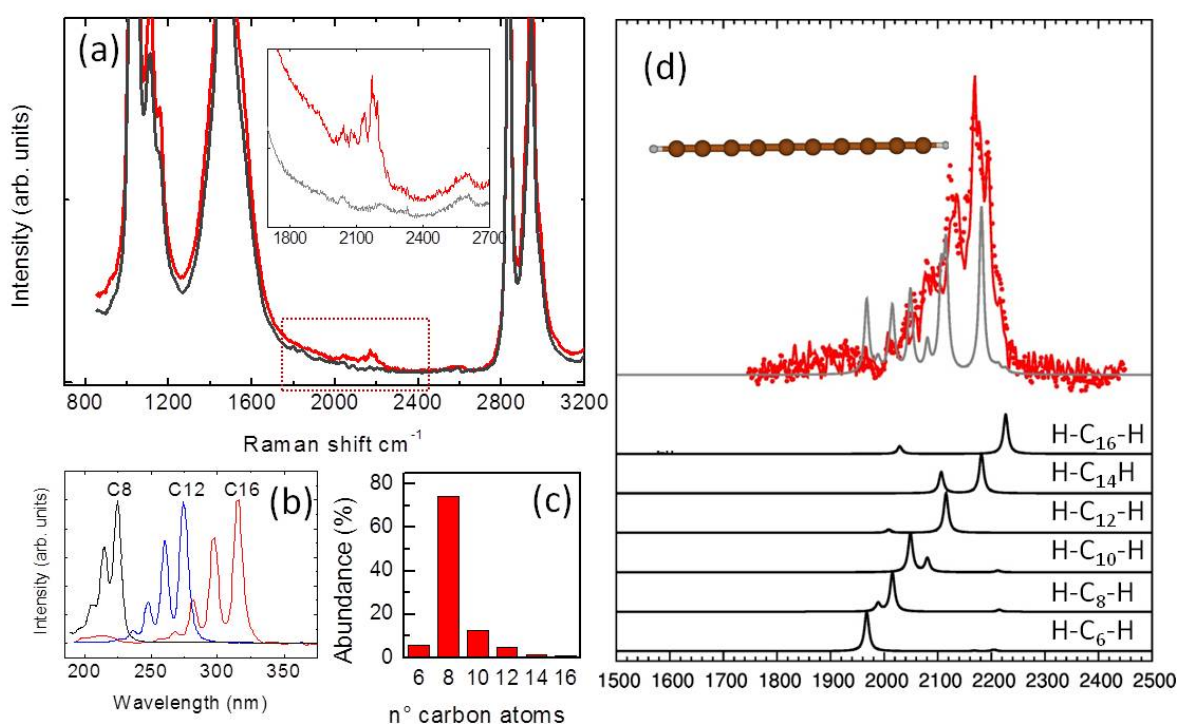 (a)
Intensity (arb. units)
1800 2100 2400 2700
800 1200 1600 2000 2400 2800 3200
Raman shift cm⁻¹
(b)
C8 C12 C16
Intensity (arb. units)
200 250 300 350
Wavelength (nm)
(c)
Abundance (%)
80
60
40
20
0
6 8 10 12 14 16
n° carbon atoms
(d)
H-C₁₆-H
H-C₁₄H
H-C₁₂-H
H-C₁₀-H
H-C₈-H
H-C₆-H
1500 1600 1700 1800 1900 2000 2100 2200 2300 2400 2500